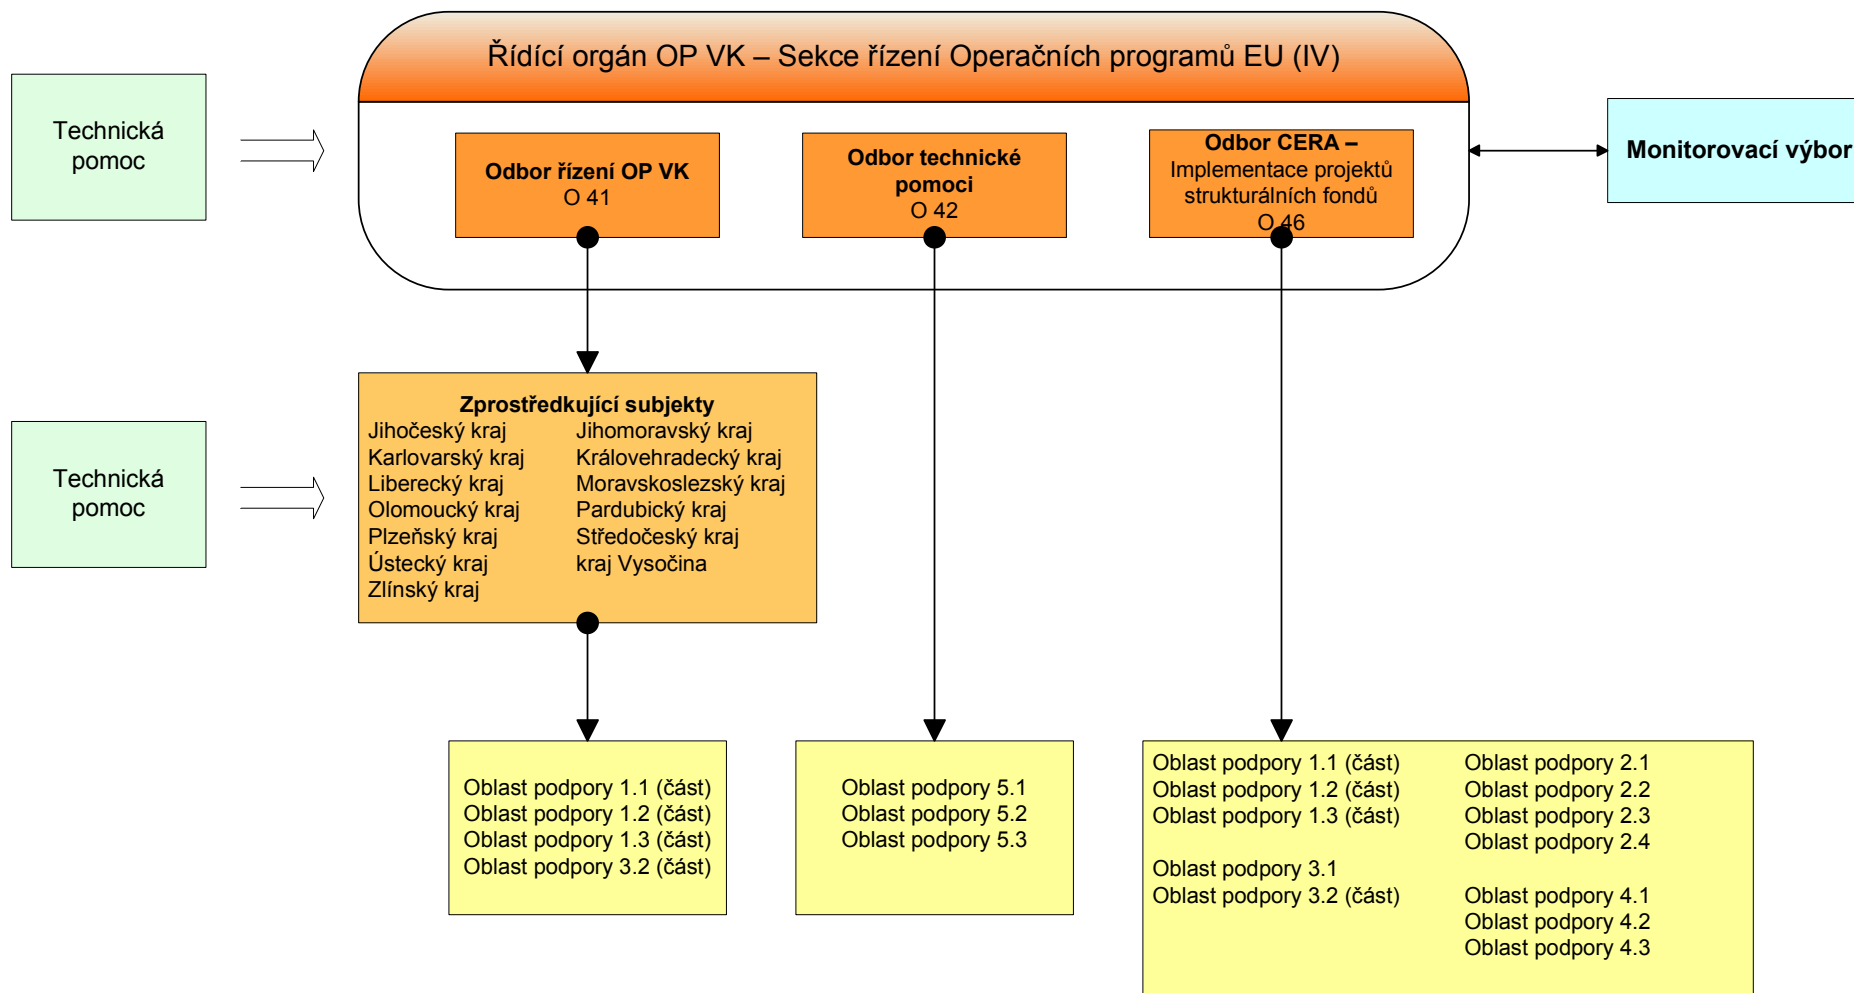 Řídící orgán OP VK – Sekce řízení Operačních programů EU (IV)
Technická
pomoc
Odbor řízení OP VK
O 41
Odbor technické
pomoci
O 42
Odbor CERA –
Implementace projektů
strukturálních fondů
O 46
Monitorovací výbor
Technická
pomoc
Zprostředkující subjekty
Jihočeský kraj
Karlovarský kraj
Liberecký kraj
Olomoucký kraj
Plzeňský kraj
Ústecký kraj
Zlínský kraj
Jihomoravský kraj
Královehradecký kraj
Moravskoslezský kraj
Pardubický kraj
Středočeský kraj
kraj Vysočina
Oblast podpory 1.1 (část)
Oblast podpory 1.2 (část)
Oblast podpory 1.3 (část)
Oblast podpory 3.2 (část)
Oblast podpory 5.1
Oblast podpory 5.2
Oblast podpory 5.3
Oblast podpory 1.1 (část)
Oblast podpory 1.2 (část)
Oblast podpory 1.3 (část)
Oblast podpory 3.1
Oblast podpory 3.2 (část)
Oblast podpory 2.1
Oblast podpory 2.2
Oblast podpory 2.3
Oblast podpory 2.4
Oblast podpory 4.1
Oblast podpory 4.2
Oblast podpory 4.3